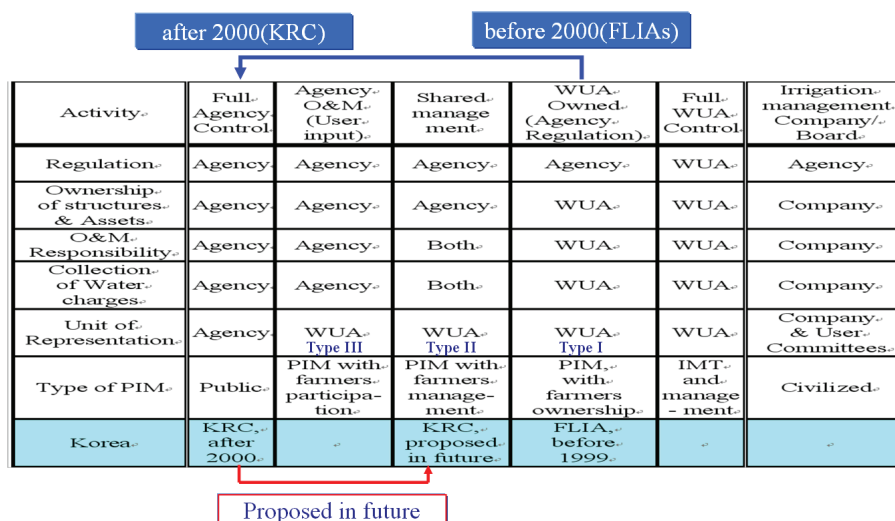 after 2000(KRC)
before 2000(FLIAs)
Activity
Full
Agency
Control
Agency
O&M
(User
input)
Shared
manage
ment
WUA
Owned
(Agency
Regulation)
Full
WUA
Control
Irrigation
management
Company/
Board
Regulation
Agency
Agency
Agency
Agency
WUA
Agency
Ownership
of structures
& Assets
Agency
Agency
Agency
WUA
WUA
Company
O&M
Responsibility
Agency
Agency
Both
WUA
WUA
Company
Collection
of Water
charges
Agency
Agency
Both
WUA
WUA
Company
Unit of
Representation
Agency
WUA
Type III
WUA
Type II
WUA
Type I
WUA
Company
& User
Committees
Type of PIM
Public
PIM with
farmers
participa-
tion
PIM with
farmers
manage-
ment
PIM,
with
farmers
ownership
IMT
and
manage
- ment
Civilized
Korea
KRC,
after
2000
KRC,
proposed
in future
FLIA,
before
1999
Proposed in future